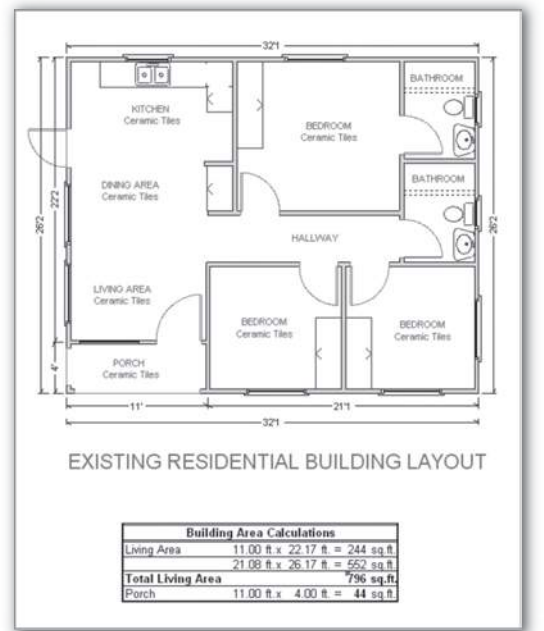 32'1
BATHROOM
KITCHEN
Ceramic Tiles
BEDROOM
Ceramic Tiles
DINING AREA
Ceramic Tiles
BATHROOM
26'2
22'2
26'2
HALLWAY
LIVING AREA
Ceramic Tiles
BEDROOM
Ceramic Tiles
BEDROOM
Ceramic Tiles
4'
PORCH
Ceramic Tiles
11'
21'1
32'1
EXISTING RESIDENTIAL BUILDING LAYOUT
Building Area Calculations
Living Area 11.00 ft. x 22.17 ft. = 244 sq.ft.
21.08 ft. x 26.17 ft. = 552 sq.ft.
Total Living Area 796 sq.ft.
Porch 11.00 ft. x 4.00 ft. = 44 sq.ft.